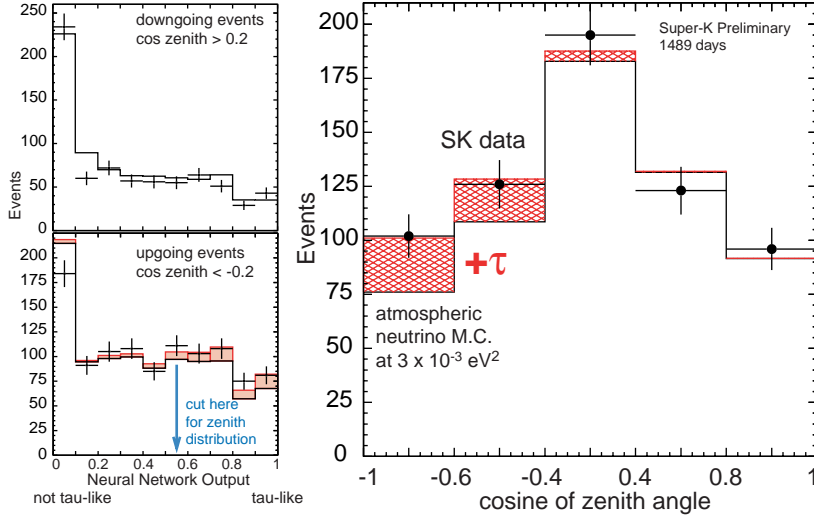 250
200
150
100
50
0
Events
downgoing events
cos zenith > 0.2
200
175
150
125
100
75
50
25
0
upgoing events
cos zenith < -0.2
cut here
for zenith
distribution
0 0.2 0.4 0.6 0.8 1
Neural Network Output
not tau-like tau-like
200
175
150
125
100
75
50
25
0
Events
Super-K Preliminary
1489 days
SK data
+τ
atmospheric
neutrino M.C.
at 3 x 10⁻³ eV²
-1 -0.6 -0.4 0.4 0.8 1
cosine of zenith angle